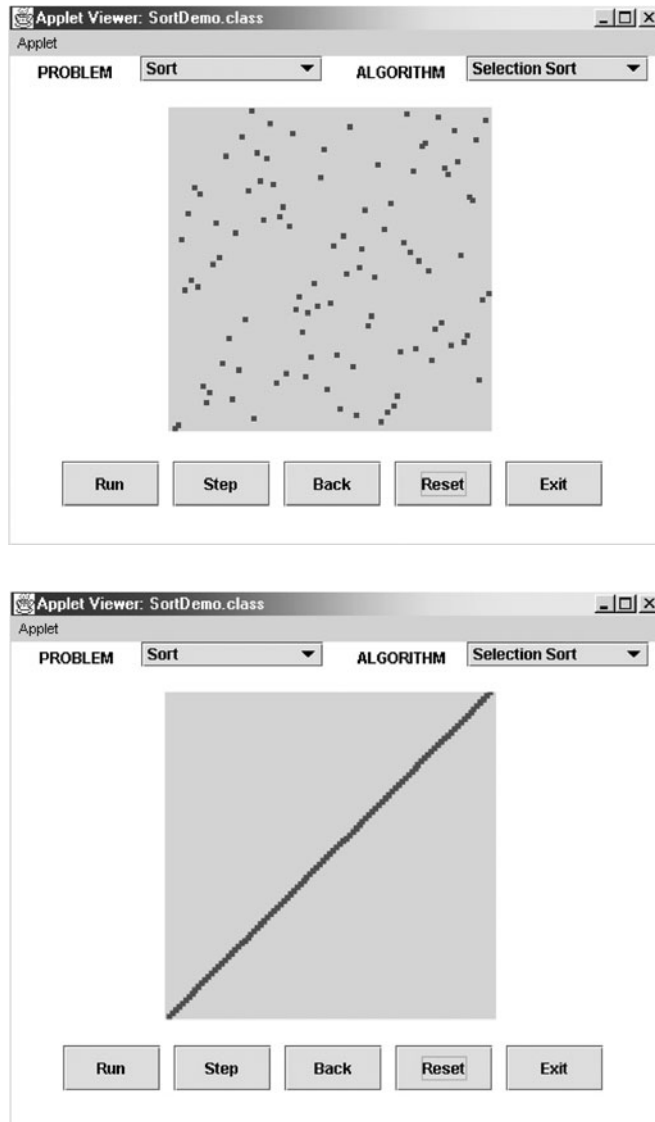 Applet Viewer: SortDemo.class
Applet
PROBLEM Sort ALGORITHM Selection Sort
Run Step Back Reset Exit
Applet Viewer: SortDemo.class
Applet
PROBLEM Sort ALGORITHM Selection Sort
Run Step Back Reset Exit